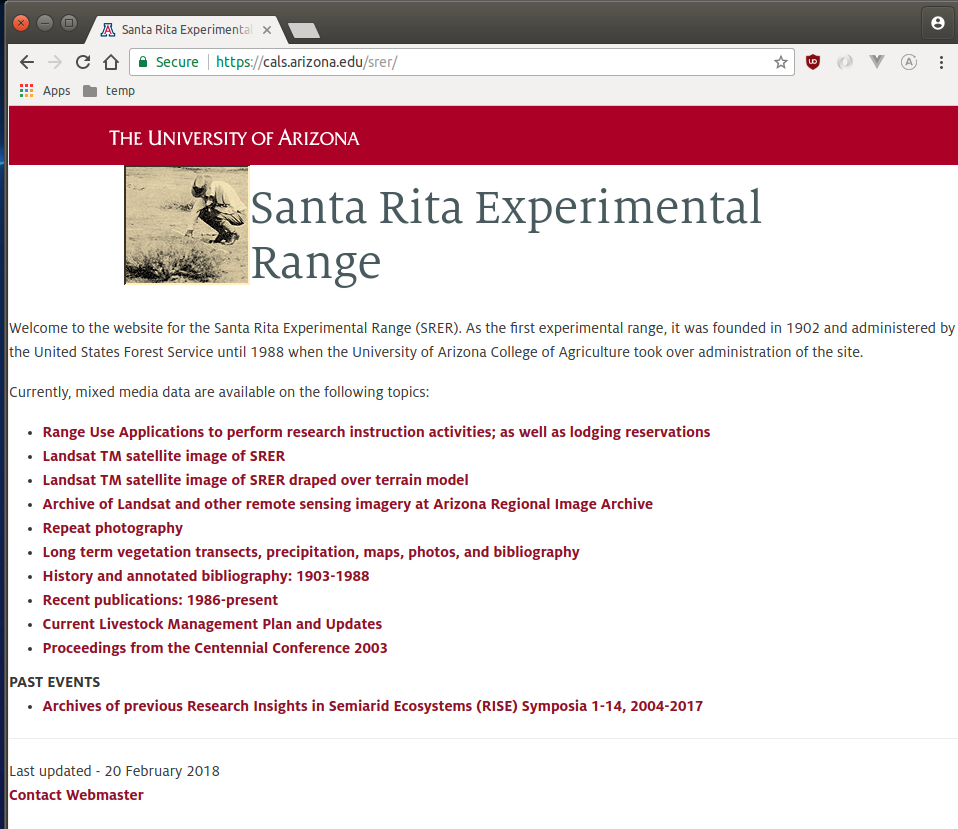 Santa Rita Experimental
Secure
https://cals.arizona.edu/srer/
Apps
temp
THE UNIVERSITY OF ARIZONA
Santa Rita Experimental
Range
Welcome to the website for the Santa Rita Experimental Range (SRER). As the first experimental range, it was founded in 1902 and administered by
the United States Forest Service until 1988 when the University of Arizona College of Agriculture took over administration of the site.
Currently, mixed media data are available on the following topics:
• Range Use Applications to perform research instruction activities; as well as lodging reservations
• Landsat TM satellite image of SRER
• Landsat TM satellite image of SRER draped over terrain model
• Archive of Landsat and other remote sensing imagery at Arizona Regional Image Archive
• Repeat photography
• Long term vegetation transects, precipitation, maps, photos, and bibliography
• History and annotated bibliography: 1903-1988
• Recent publications: 1986-present
• Current Livestock Management Plan and Updates
• Proceedings from the Centennial Conference 2003
PAST EVENTS
• Archives of previous Research Insights in Semiarid Ecosystems (RISE) Symposia 1-14, 2004-2017
Last updated - 20 February 2018
Contact Webmaster